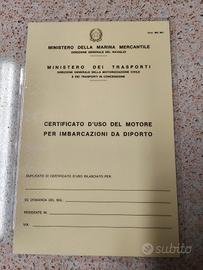 MINISTERO DELLA MARINA MERCANTILE
DIREZIONE GENERALE DEL NAVIGLIO
MINISTERO DEI TRASPORTI
DIREZIONE GENERALE DELLA MOTORIZZAZIONE CIVILE
E DEI TRASPORTI IN CONCESSIONE
CERTIFICATO D'USO DEL MOTORE
PER IMBARCAZIONI DA DIPORTO
DUPLICATO DI CERTIFICATO D'USO RILASCIATO PER:
SU DOMANDA DEL SIG.
RESIDENTE IN
VIA
subito